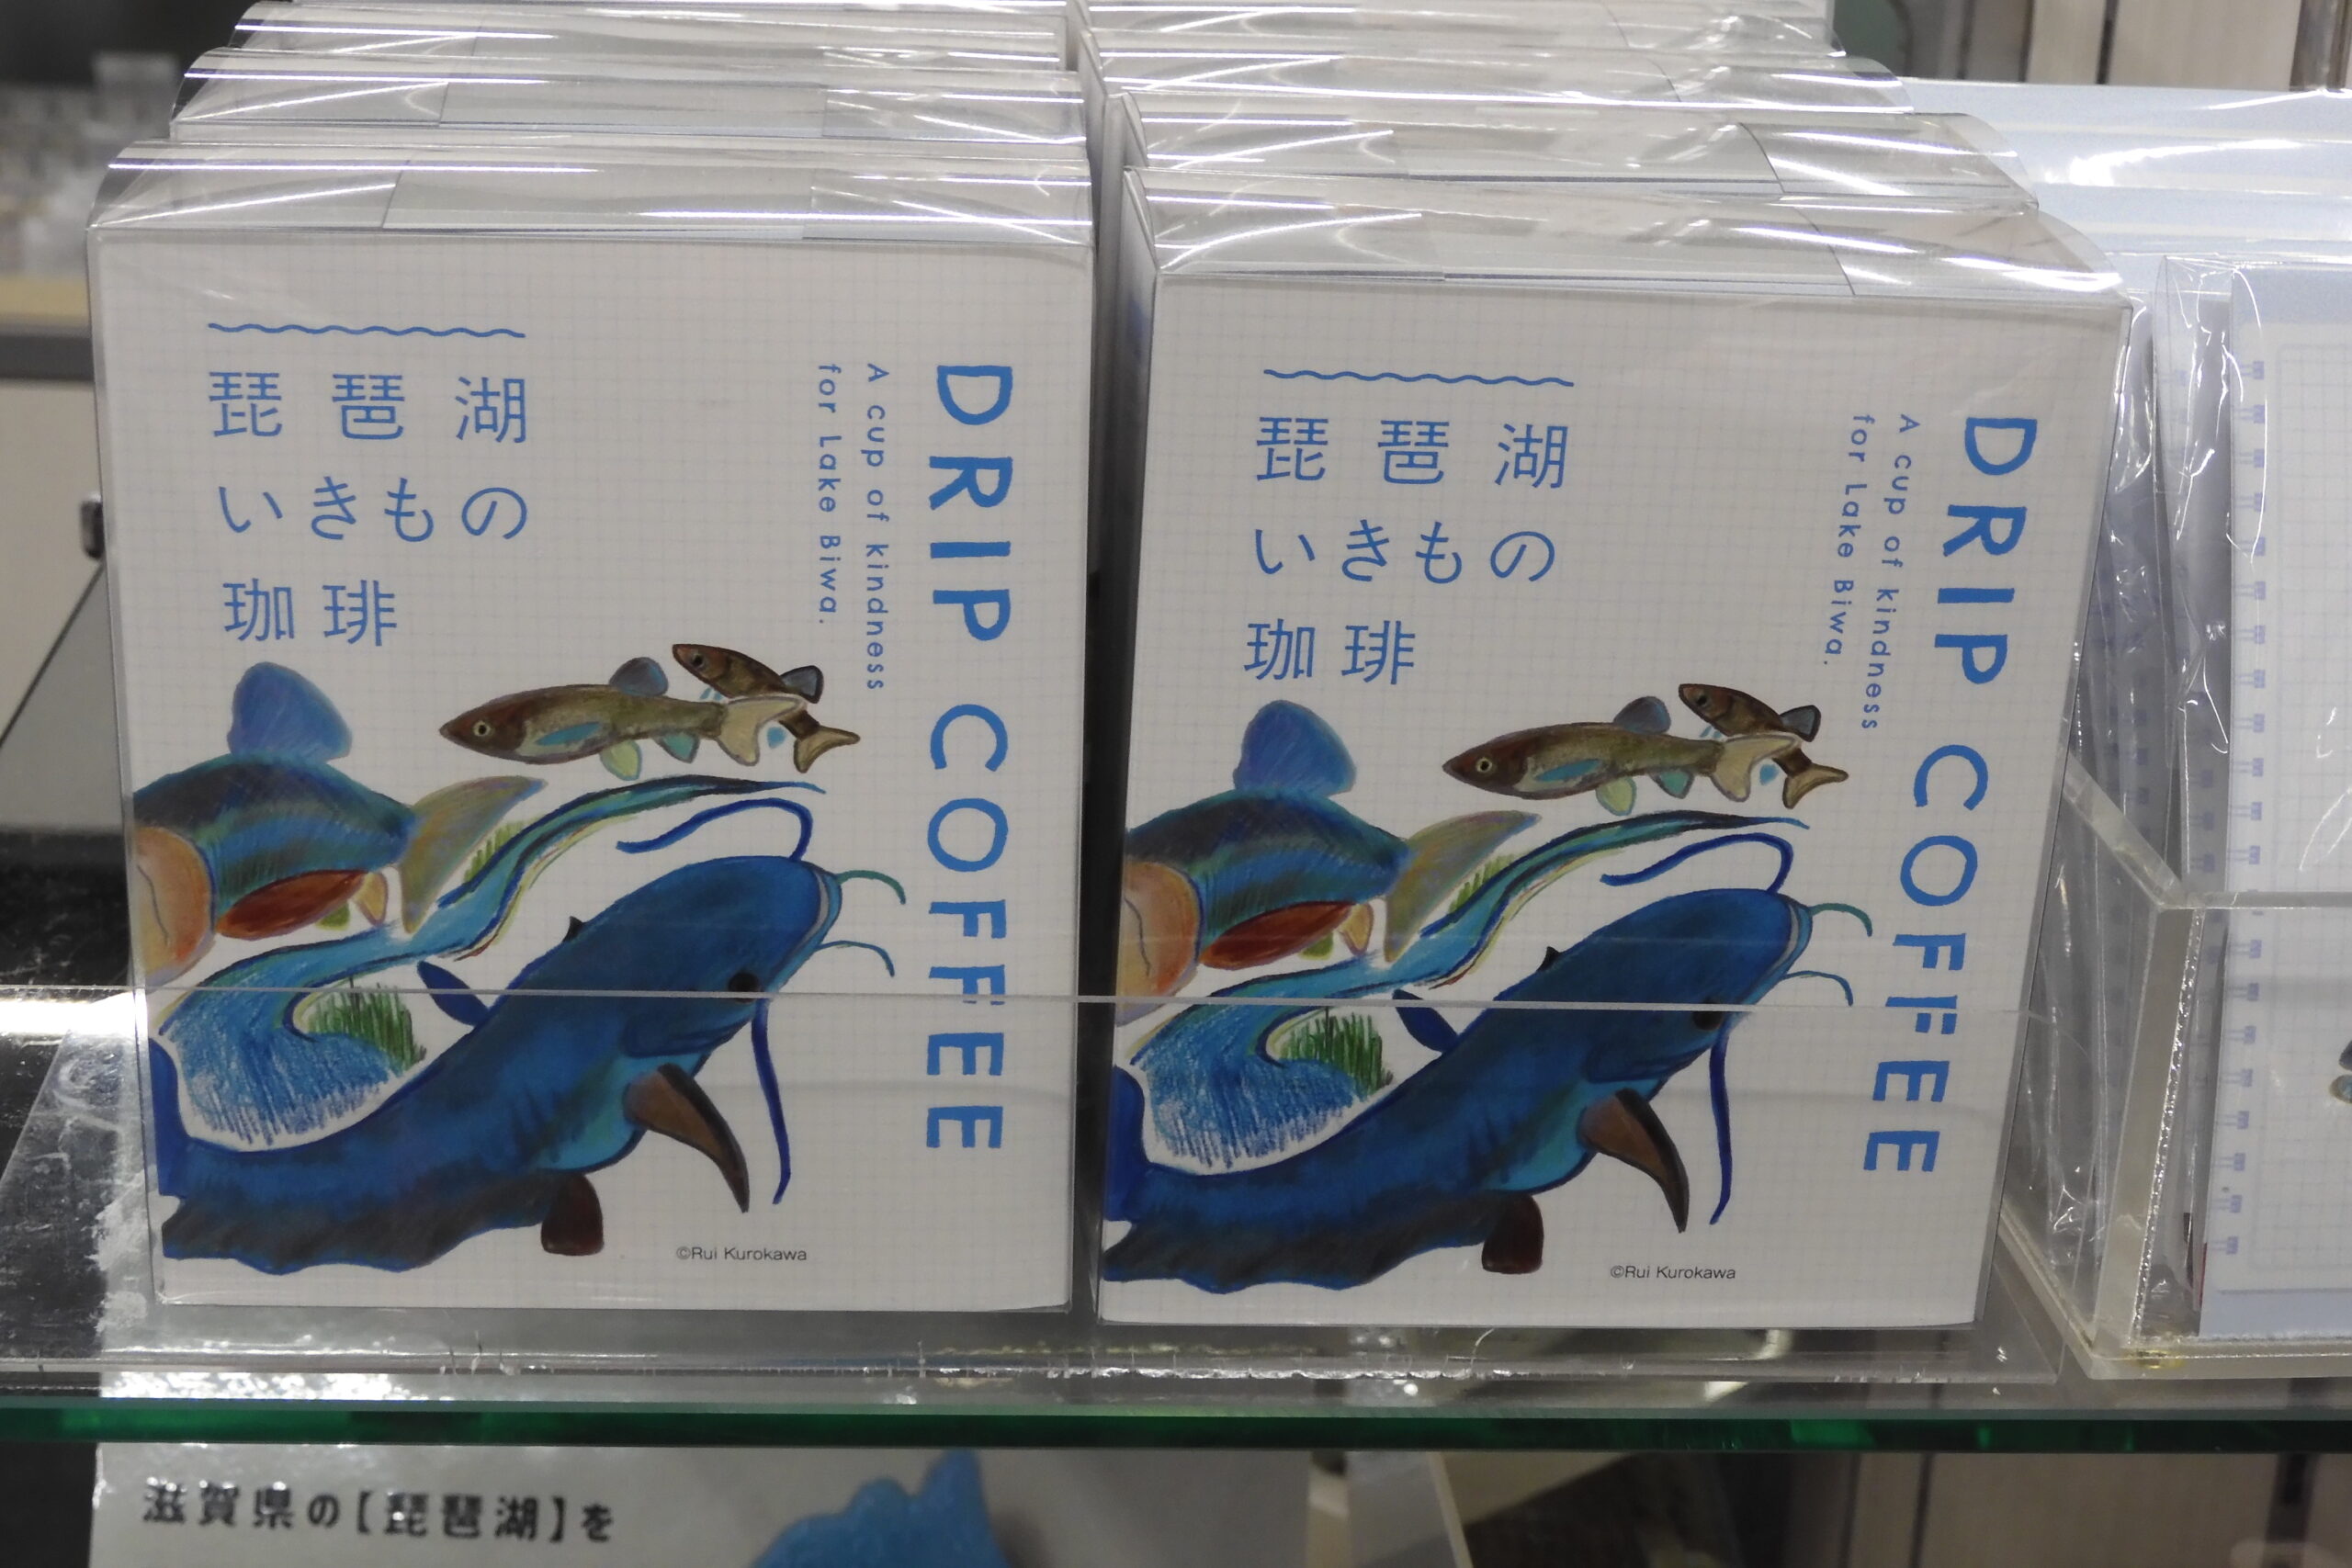 琵琶湖
いきもの
珈琲
DRIP COFFEE
A cup of kindness
for Lake Biwa.
©Rui Kurokawa
琵琶湖
いきもの
珈琲
DRIP COFFEE
A cup of kindness
for Lake Biwa.
©Rui Kurokawa
滋賀県の【琵琶湖】を